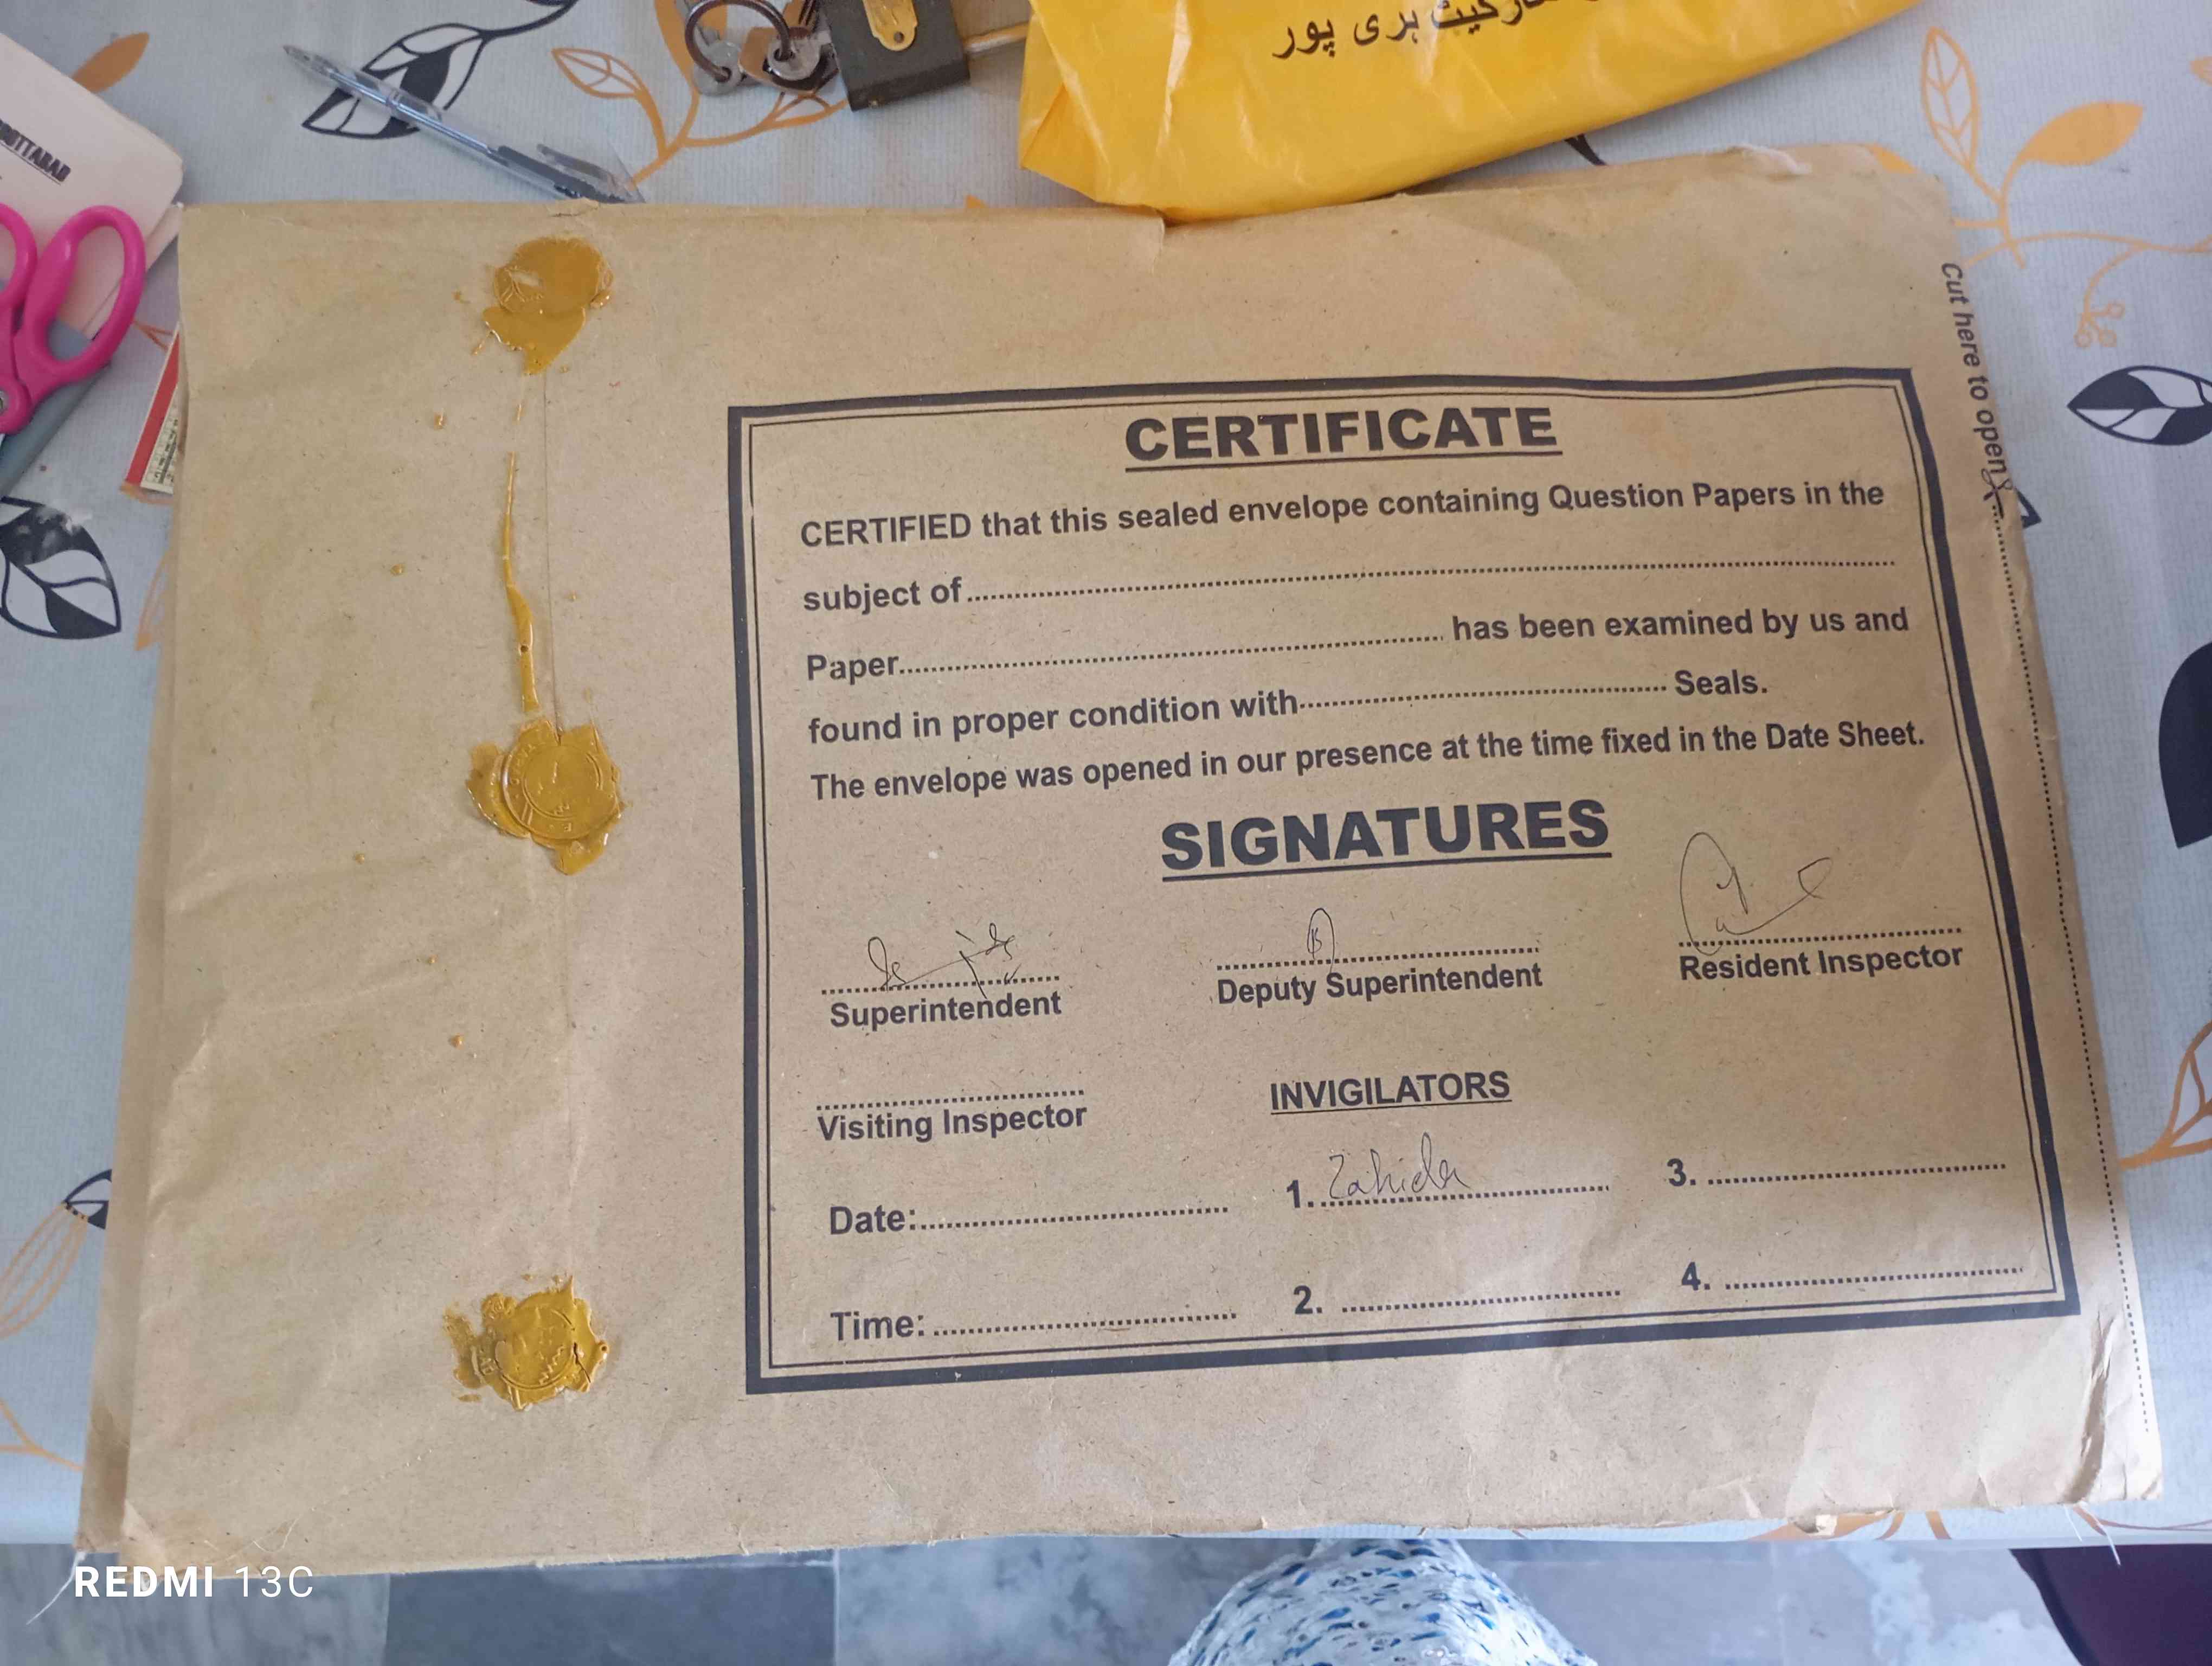 مارکیٹ ہری پور
CERTIFICATE
CERTIFIED that this sealed envelope containing Question Papers in the
subject of
Paper has been examined by us and
found in proper condition with Seals.
The envelope was opened in our presence at the time fixed in the Date Sheet.
SIGNATURES
Superintendent
Deputy Superintendent
Resident Inspector
Visiting Inspector
INVIGILATORS
Date:
1. Zahida
3.
Time:
2.
4.
Cut here to open
REDMI 13C